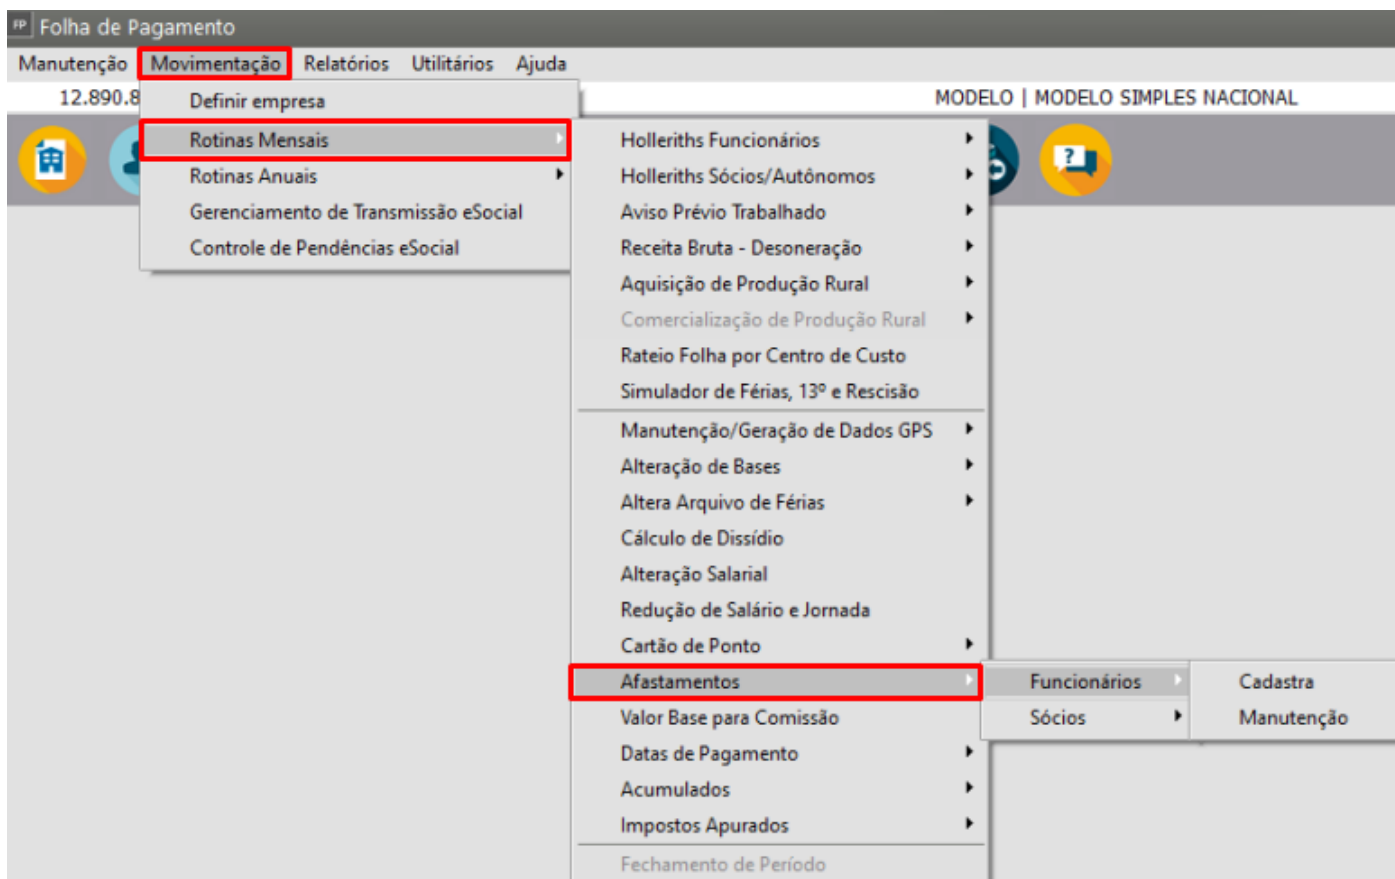 FP Folha de Pagamento
Manutenção Movimentação Relatórios Utilitários Ajuda
12.890.8 MODELO | MODELO SIMPLES NACIONAL
Definir empresa
Rotinas Mensais
Rotinas Anuais
Gerenciamento de Transmissão eSocial
Controle de Pendências eSocial
Holleriths Funcionários
Holleriths Sócios/Autônomos
Aviso Prévio Trabalhado
Receita Bruta - Desoneração
Aquisição de Produção Rural
Comercialização de Produção Rural
Rateio Folha por Centro de Custo
Simulador de Férias, 13º e Rescisão
Manutenção/Geração de Dados GPS
Alteração de Bases
Altera Arquivo de Férias
Cálculo de Dissídio
Alteração Salarial
Redução de Salário e Jornada
Cartão de Ponto
Afastamentos
Valor Base para Comissão
Datas de Pagamento
Acumulados
Impostos Apurados
Fechamento de Período
Funcionários
Sócios
Cadastra
Manutenção
?